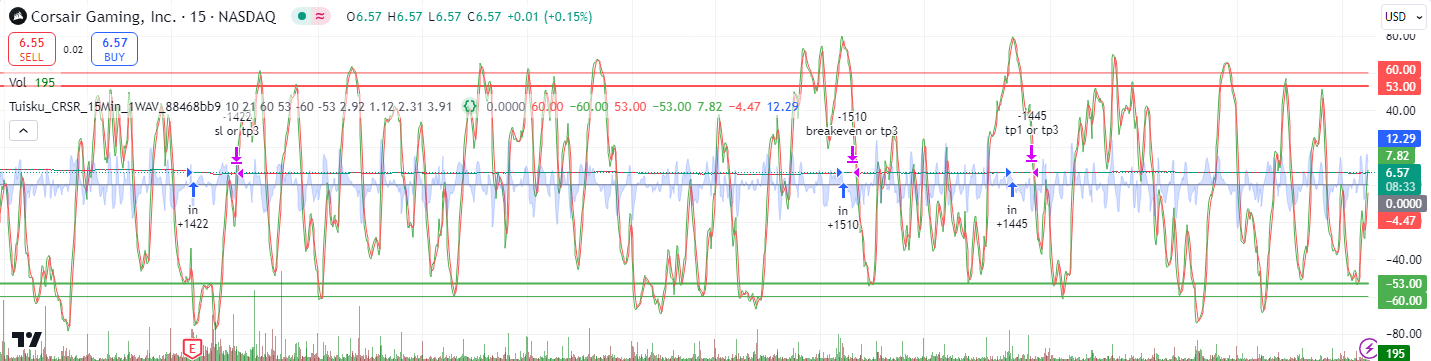 Corsair Gaming, Inc. · 15 · NASDAQ O6.57 H6.57 L6.57 C6.57 +0.01 (+0.15%)
USD
6.55
SELL
0.02
6.57
BUY
Vol 195
Tuisku_CRSR_15Min_1WAV_88468bb9 10 21 60 53 -60 -53 2.92 1.12 2.31 3.91 0.0000 60.00 −60.00 53.00 −53.00 7.82 −4.47 12.29
-1422
sl or tp3
-1510
breakeven or tp3
-1445
tp1 or tp3
in
+1422
in
+1510
in
+1445
E
80.00
60.00
53.00
40.00
12.29
7.82
6.57
08:33
0.0000
−4.47
−40.00
−53.00
−60.00
−80.00
195